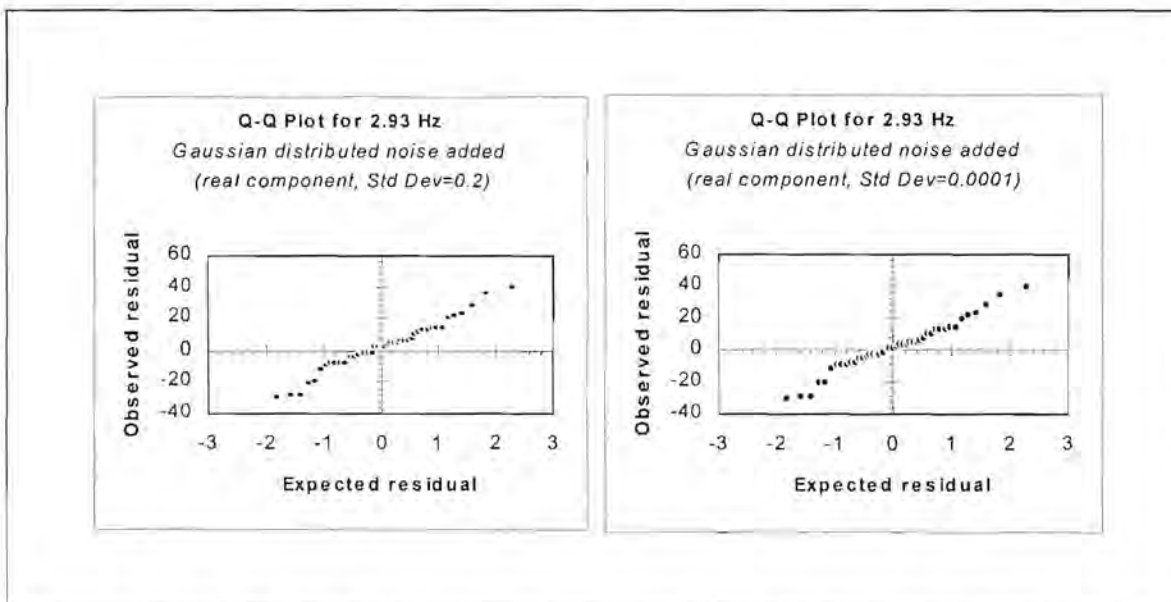 Q-Q Plot for 2.93 Hz
Gaussian distributed noise added
(real component, Std Dev=0.2)
Observed residual
60
40
20
0
-20
-40
-3 -2 -1 0 1 2 3
Expected residual
Q-Q Plot for 2.93 Hz
Gaussian distributed noise added
(real component, Std Dev=0.0001)
Observed residual
60
40
20
0
-20
-40
-3 -2 -1 0 1 2 3
Expected residual